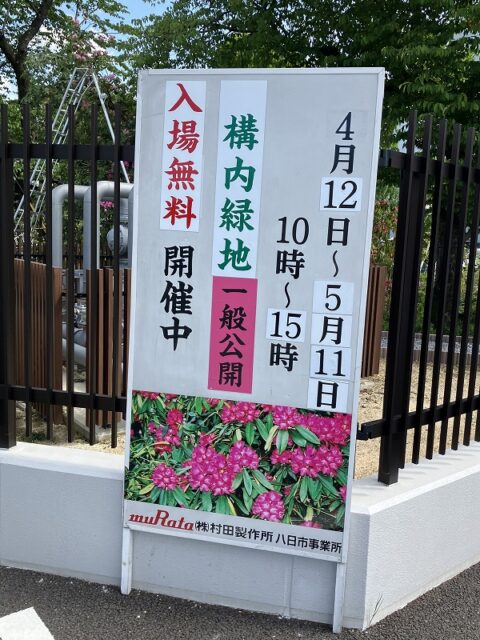 4月12日～5月11日
10時～15時
構内緑地
一般公開
入場無料
開催中
muRata ㈱村田製作所 八日市事業所